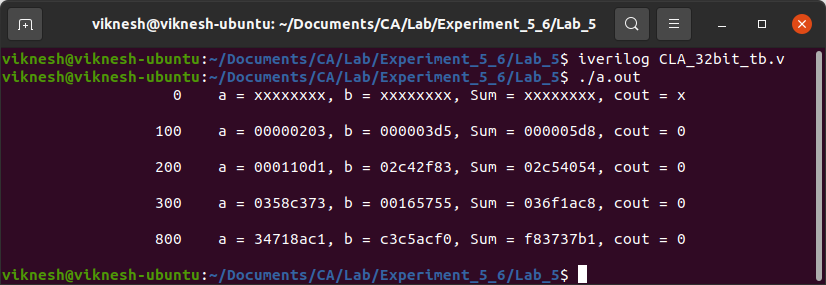 viknesh@viknesh-ubuntu: ~/Documents/CA/Lab/Experiment_5_6/Lab_5
viknesh@viknesh-ubuntu:~/Documents/CA/Lab/Experiment_5_6/Lab_5$ iverilog CLA_32bit_tb.v
viknesh@viknesh-ubuntu:~/Documents/CA/Lab/Experiment_5_6/Lab_5$ ./a.out
0    a = xxxxxxxx, b = xxxxxxxx, Sum = xxxxxxxx, cout = x
100    a = 00000203, b = 000003d5, Sum = 000005d8, cout = 0
200    a = 000110d1, b = 02c42f83, Sum = 02c54054, cout = 0
300    a = 0358c373, b = 00165755, Sum = 036f1ac8, cout = 0
800    a = 34718ac1, b = c3c5acf0, Sum = f83737b1, cout = 0
viknesh@viknesh-ubuntu:~/Documents/CA/Lab/Experiment_5_6/Lab_5$